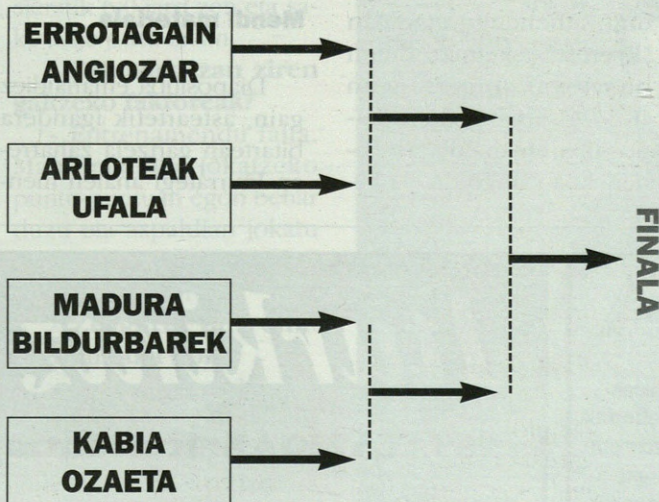 ERROTAGAIN
ANGIOZAR
ARLOTEAK
UFALA
MADURA
BILDURBAREK
KABIA
OZAETA
FINALA